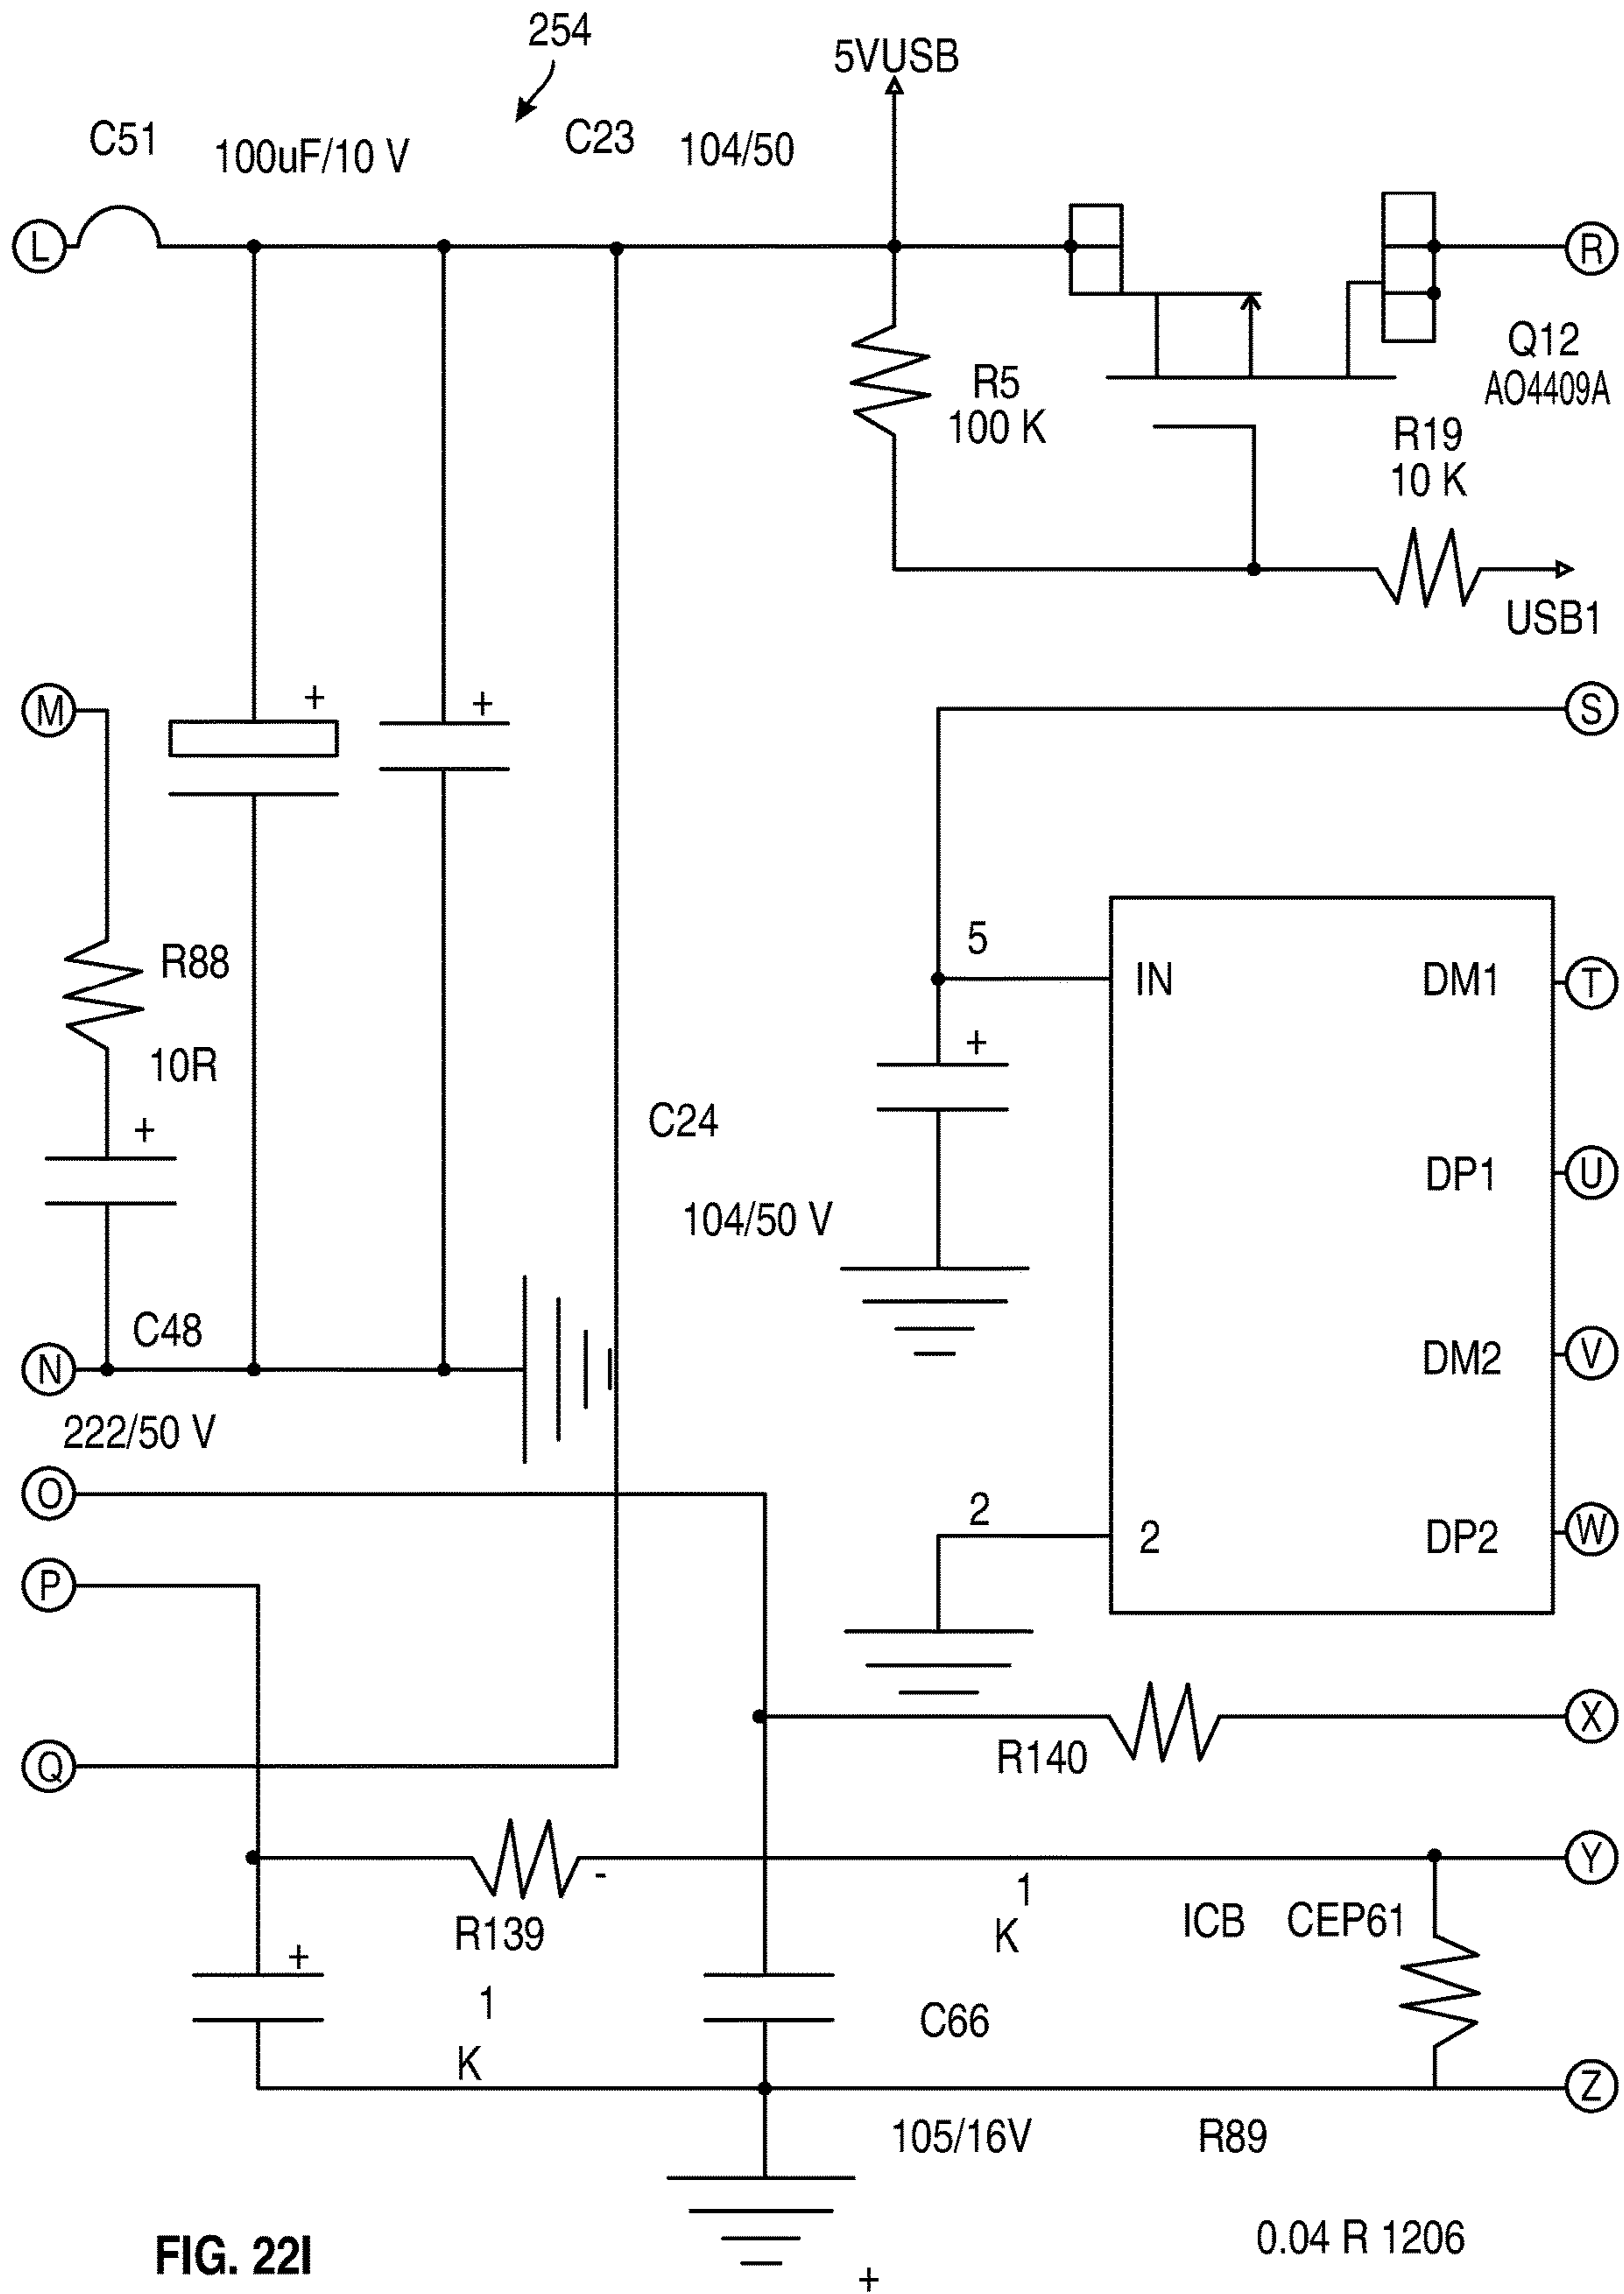 254
5VUSB
C51
100uF/10 V
C23
104/50
L
R
Q12
AO4409A
R5
100 K
R19
10 K
USB1
M
+
+
S
R88
10R
5
IN
DM1
T
+
+
C24
DP1
U
104/50 V
C48
N
DM2
V
222/50 V
O
2
2
DP2
W
P
Q
R140
X
-
Y
R139
1
K
ICB
CEP61
+
1
K
C66
Z
105/16V
R89
0.04 R 1206
FIG. 22I
+